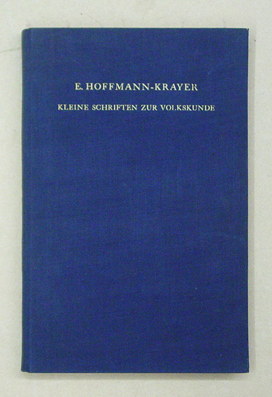 E. HOFFMANN-KRAYER
KLEINE SCHRIFTEN ZUR VOLKSKUNDE